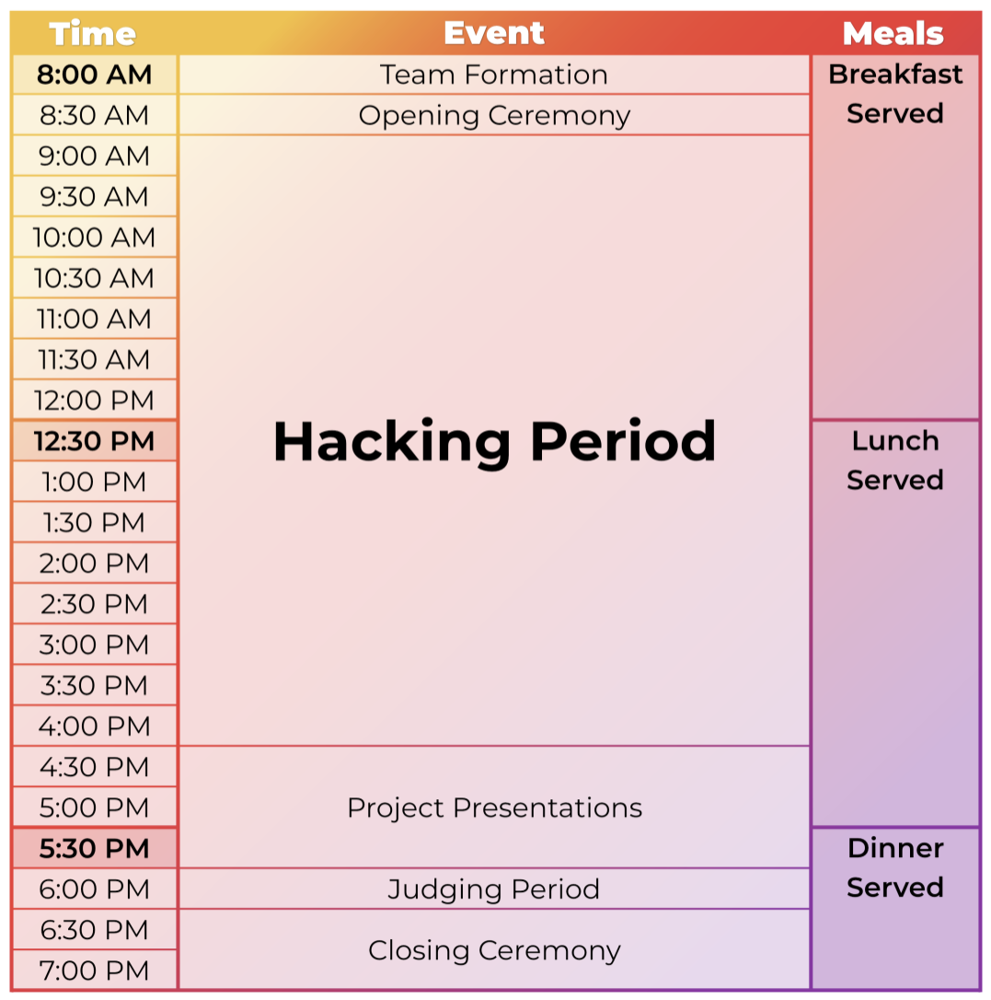 Time Event Meals
8:00 AM Team Formation Breakfast
8:30 AM Opening Ceremony Served
9:00 AM
9:30 AM
10:00 AM
10:30 AM
11:00 AM
11:30 AM
12:00 PM
12:30 PM Hacking Period Lunch
1:00 PM Served
1:30 PM
2:00 PM
2:30 PM
3:00 PM
3:30 PM
4:00 PM
4:30 PM
5:00 PM Project Presentations
5:30 PM Dinner
6:00 PM Judging Period Served
6:30 PM
Closing Ceremony
7:00 PM